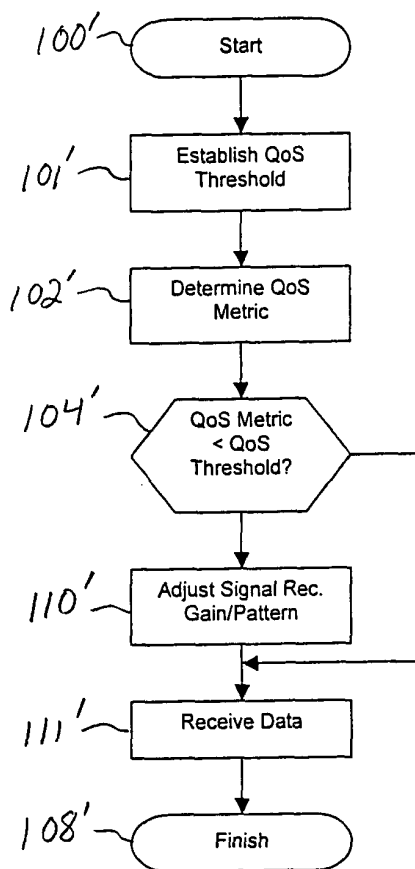 100'
Start
101'
Establish QoS
Threshold
102'
Determine QoS
Metric
104'
QoS Metric
< QoS
Threshold?
110'
Adjust Signal Rec.
Gain/Pattern
111'
Receive Data
108'
Finish